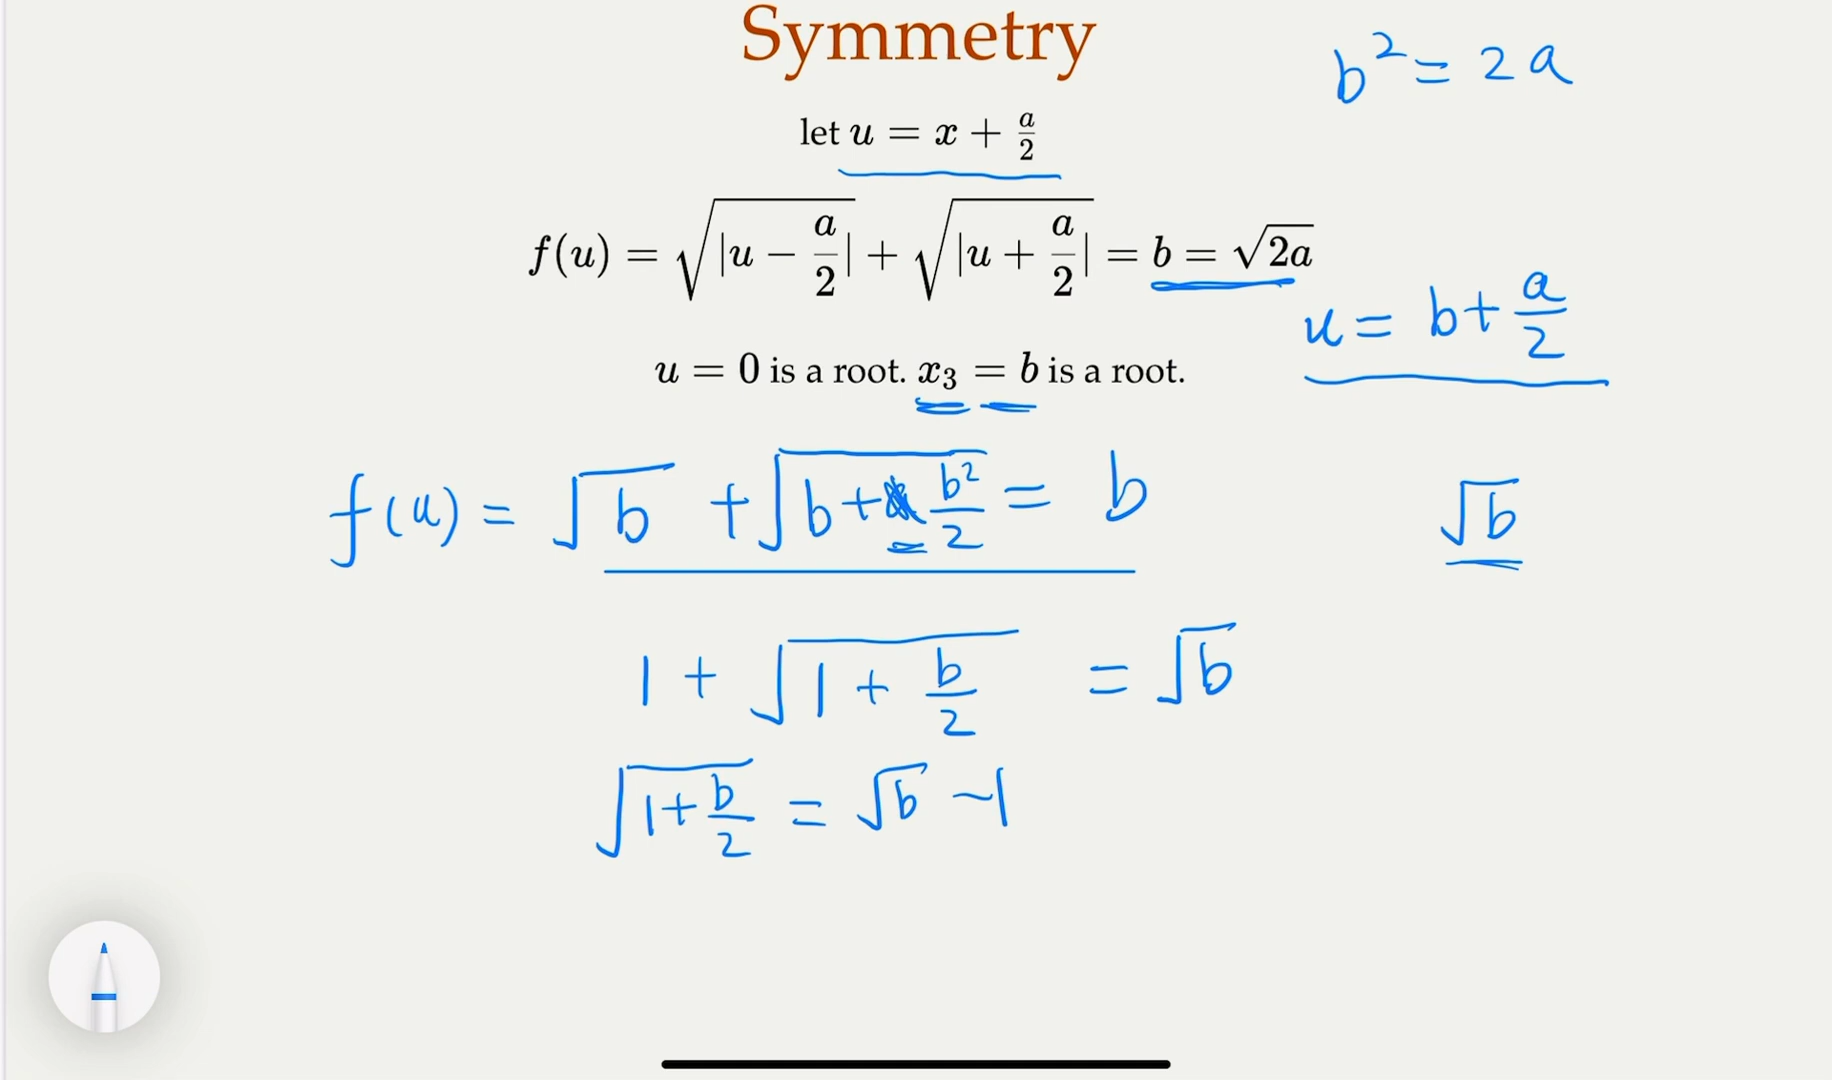 Symmetry
b² = 2a
let u = x + a/2
f(u) = √|u − a/2| + √|u + a/2| = b = √2a
u = b + a/2
u = 0 is a root. x₃ = b is a root.
f(u) = √b + √(b + b²/2) = b
√b
1 + √(1 + b/2) = √b
√(1 + b/2) = √b − 1